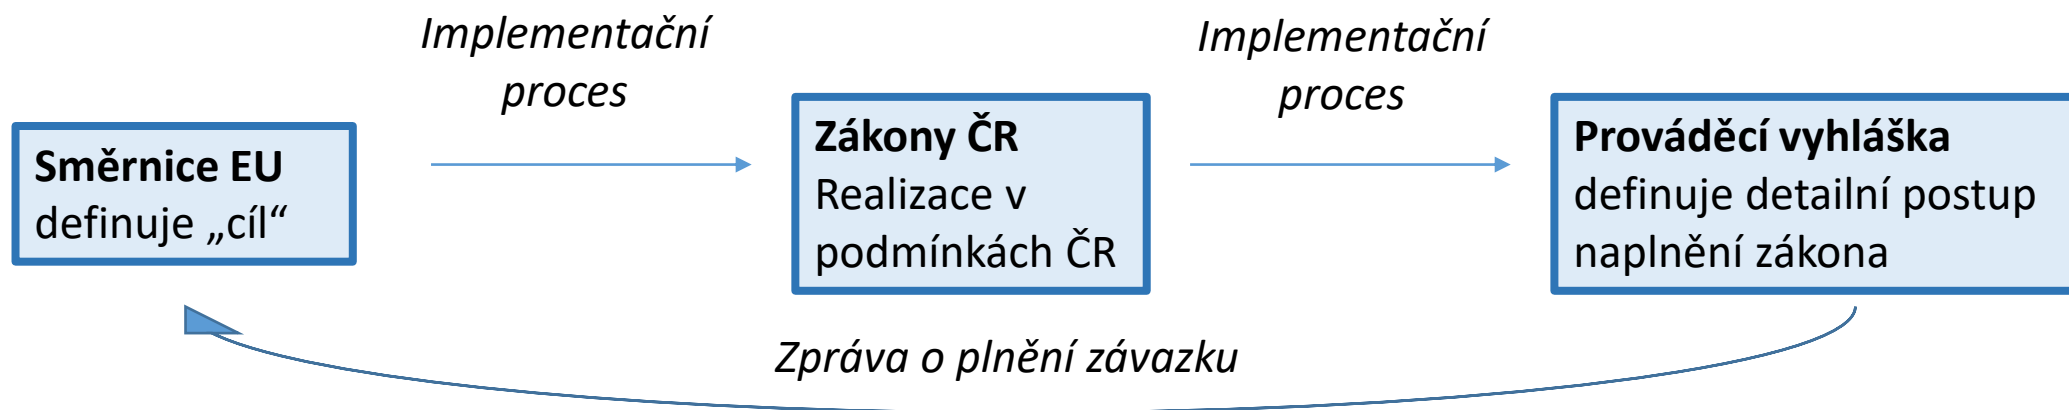 Implementační
proces
Implementační
proces
Směrnice EU
definuje „cíl“
Zákony ČR
Realizace v
podmínkách ČR
Prováděcí vyhláška
definuje detailní postup
naplnění zákona
Zpráva o plnění závazku